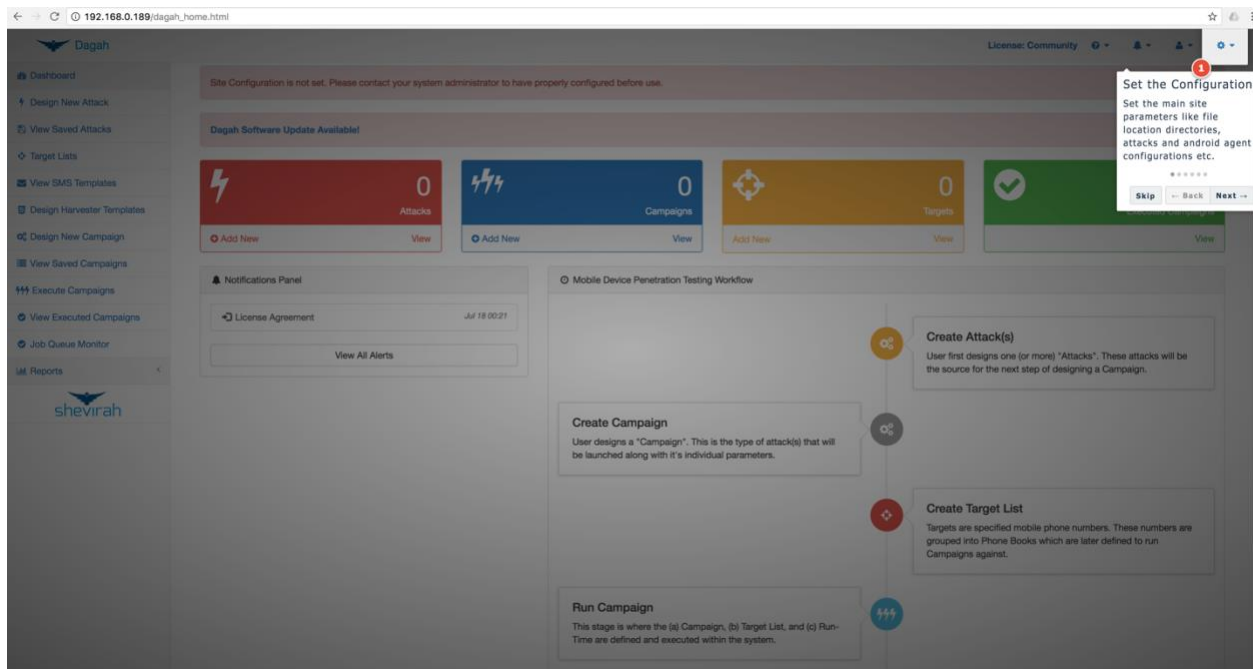 192.168.0.189/dagah_home.html
Dagah
License: Community
Dashboard
Design New Attack
View Saved Attacks
Target Lists
View SMS Templates
Design Harvester Templates
Design New Campaign
View Saved Campaigns
Execute Campaigns
View Executed Campaigns
Job Queue Monitor
Reports
shevirah
Site Configuration is not set. Please contact your system administrator to have properly configured before use.
Dagah Software Update Available!
1
Set the Configuration
Set the main site
parameters like file
location directories,
attacks and android agent
configurations etc.
Skip
← Back
Next →
0
Attacks
Add New
View
0
Campaigns
Add New
View
0
Targets
Add New
View
Executed Campaigns
View
Notifications Panel
License Agreement
Jul 18 00:21
View All Alerts
Mobile Device Penetration Testing Workflow
Create Attack(s)
User first designs one (or more) "Attacks". These attacks will be
the source for the next step of designing a Campaign.
Create Campaign
User designs a "Campaign". This is the type of attack(s) that will
be launched along with it's individual parameters.
Create Target List
Targets are specified mobile phone numbers. These numbers are
grouped into Phone Books which are later defined to run
Campaigns against.
Run Campaign
This stage is where the (a) Campaign, (b) Target List, and (c) Run-
Time are defined and executed within the system.